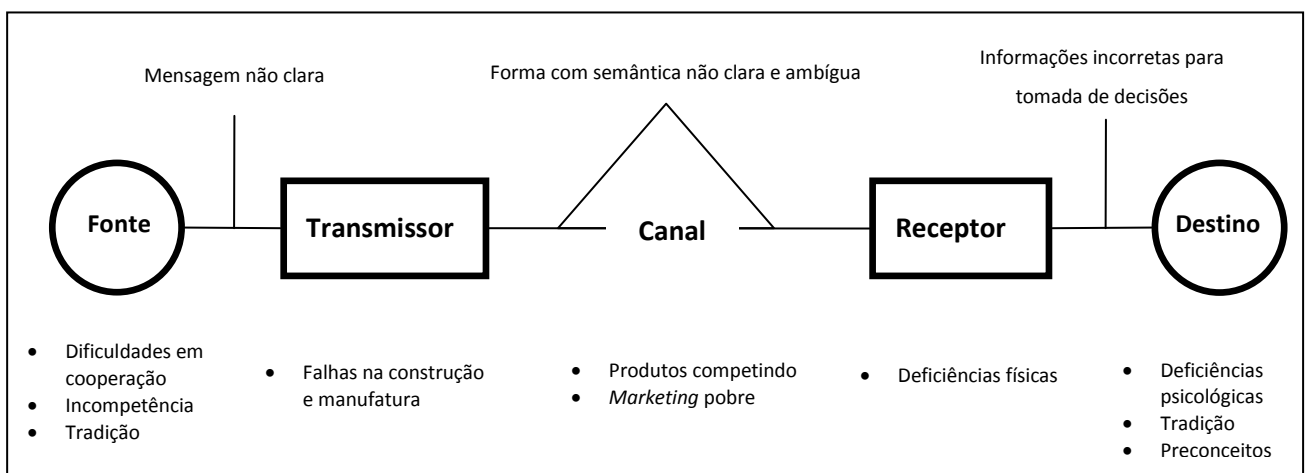 Mensagem não clara
Forma com semântica não clara e ambígua
Informações incorretas para
tomada de decisões
Fonte
Transmissor
Canal
Receptor
Destino
• Dificuldades em
cooperação
• Incompetência
• Tradição
• Falhas na construção
e manufatura
• Produtos competindo
• Marketing pobre
• Deficiências físicas
• Deficiências
psicológicas
• Tradição
• Preconceitos